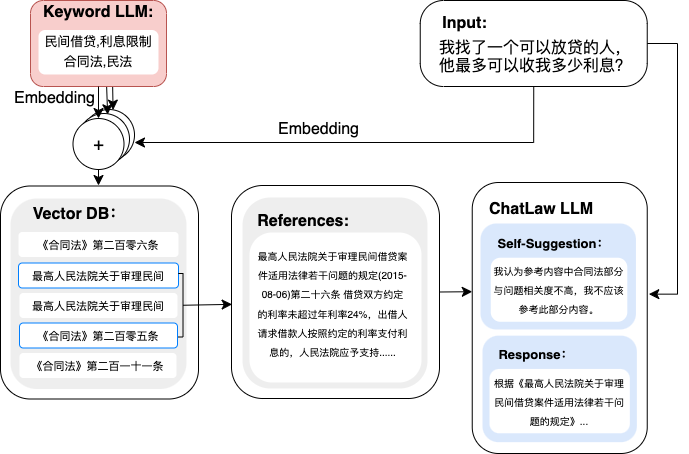 Keyword LLM:
民间借贷,利息限制
合同法,民法
Input:
我找了一个可以放贷的人，
他最多可以收我多少利息?
Embedding
Embedding
+
Vector DB：
《合同法》第二百零六条
最高人民法院关于审理民间
最高人民法院关于审理民间
《合同法》第二百零五条
《合同法》第二百一十一条
References:
最高人民法院关于审理民间借贷案
件适用法律若干问题的规定(2015-
08-06)第二十六条 借贷双方约定
的利率未超过年利率24%，出借人
请求借款人按照约定的利率支付利
息的，人民法院应予支持......
ChatLaw LLM
Self-Suggestion：
我认为参考内容中合同法部分
与问题相关度不高，我不应该
参考此部分内容。
Response：
根据《最高人民法院关于审理
民间借贷案件适用法律若干问
题的规定》...